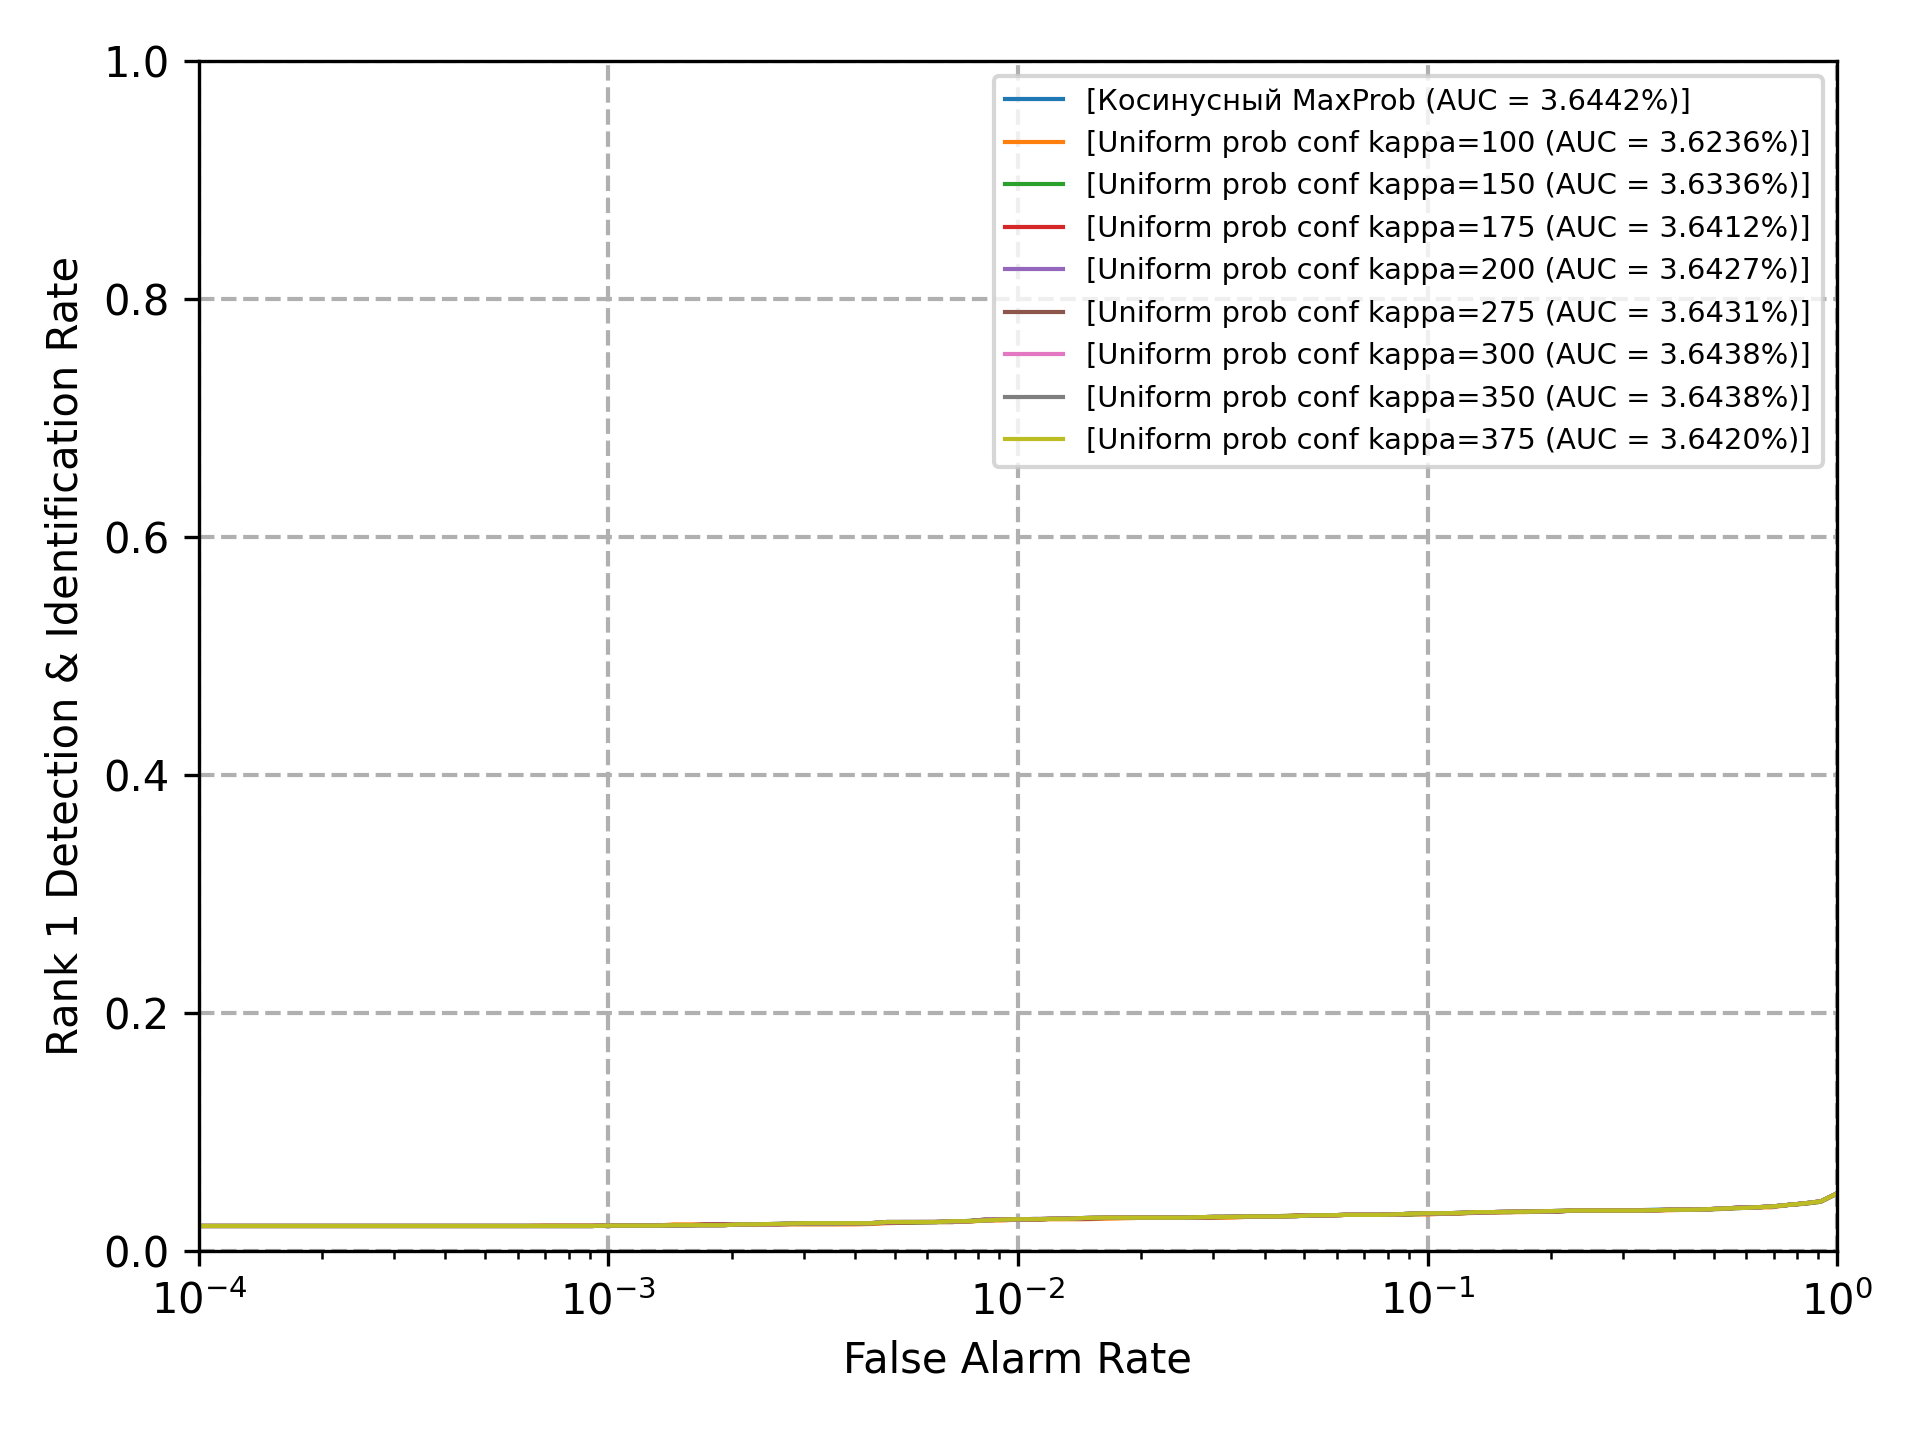 1.0
0.8
0.6
0.4
0.2
0.0
Rank 1 Detection & Identification Rate
[Косинусный MaxProb (AUC = 3.6442%)]
[Uniform prob conf kappa=100 (AUC = 3.6236%)]
[Uniform prob conf kappa=150 (AUC = 3.6336%)]
[Uniform prob conf kappa=175 (AUC = 3.6412%)]
[Uniform prob conf kappa=200 (AUC = 3.6427%)]
[Uniform prob conf kappa=275 (AUC = 3.6431%)]
[Uniform prob conf kappa=300 (AUC = 3.6438%)]
[Uniform prob conf kappa=350 (AUC = 3.6438%)]
[Uniform prob conf kappa=375 (AUC = 3.6420%)]
10⁻⁴ 10⁻³ 10⁻² 10⁻¹ 10⁰
False Alarm Rate